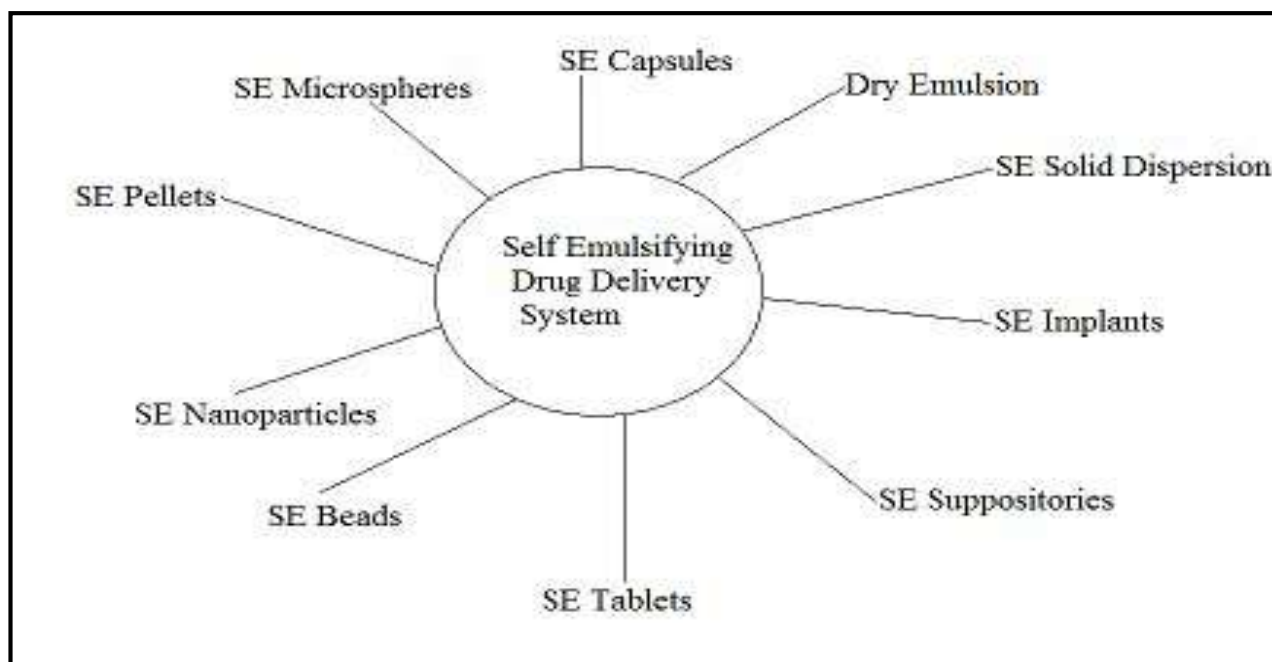 SE Capsules
Dry Emulsion
SE Microspheres
SE Solid Dispersion
SE Pellets
Self Emulsifying
Drug Delivery
System
SE Implants
SE Nanoparticles
SE Suppositories
SE Beads
SE Tablets